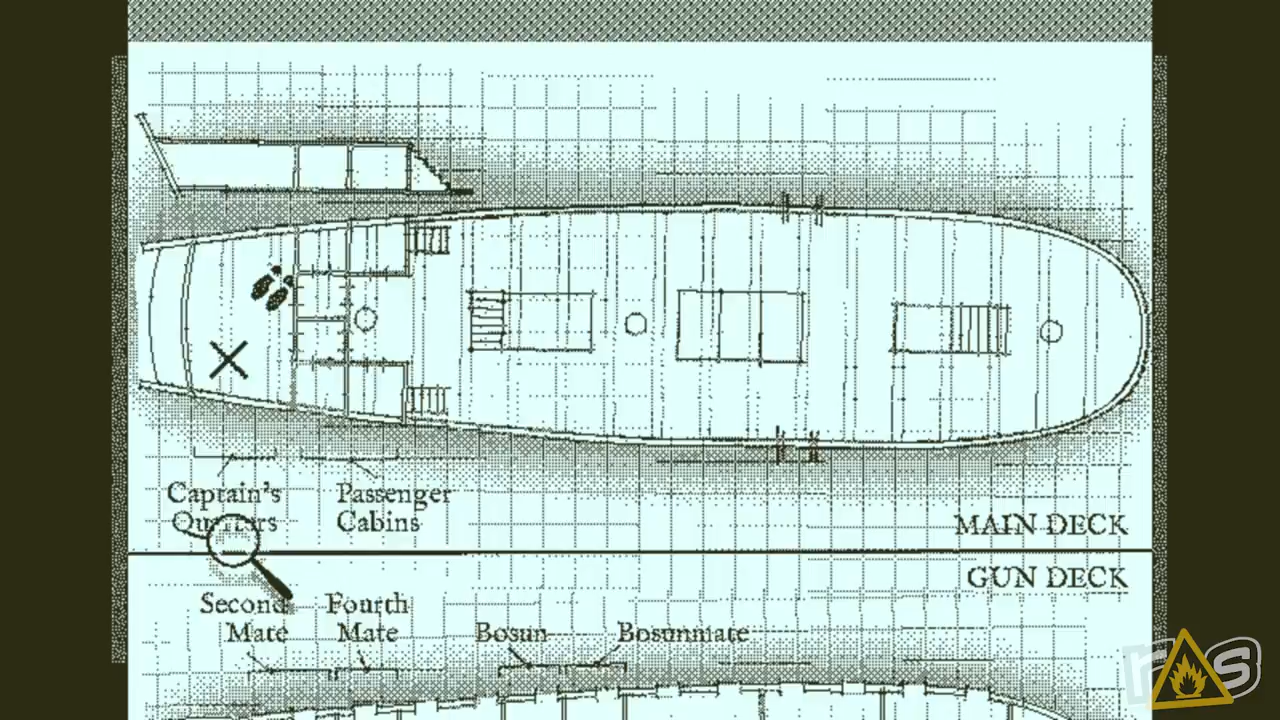 Captain's
Quarters
Passenger
Cabins
MAIN DECK
GUN DECK
Second
Mate
Fourth
Mate
Bosun
Bosunmate